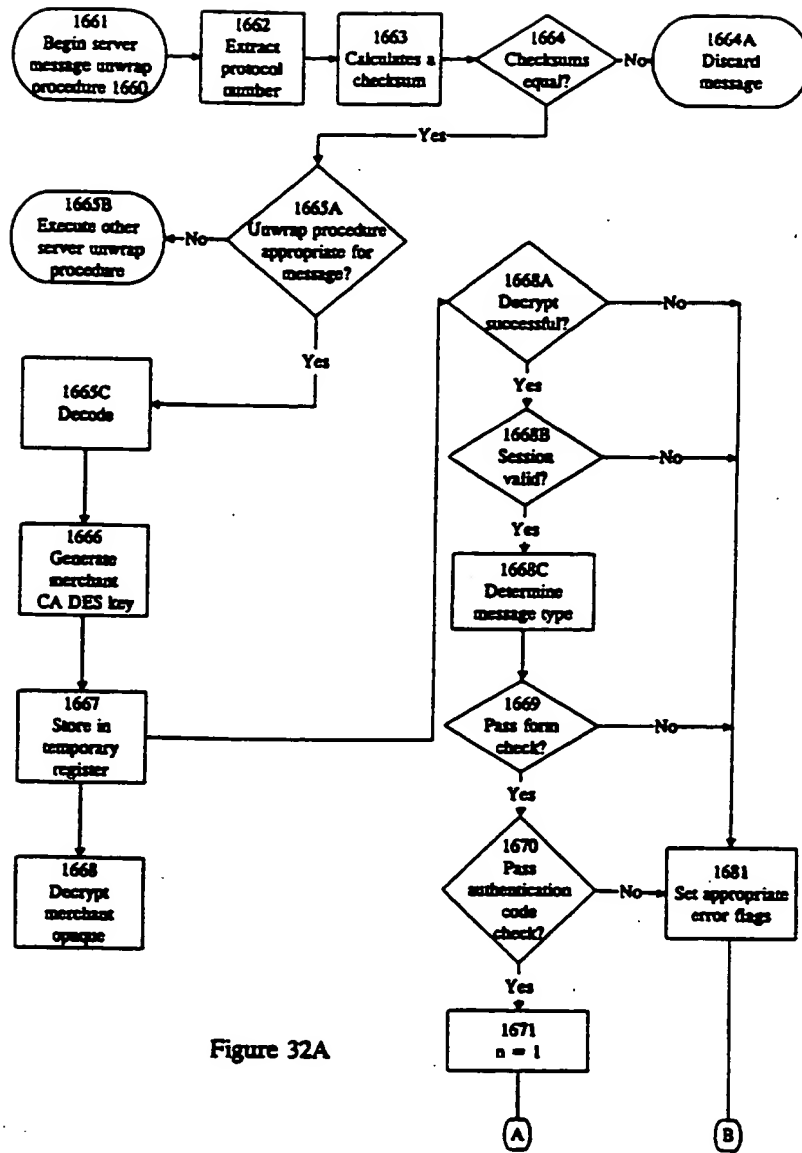 1661
Begin server
message unwrap
procedure 1660
1662
Extract
protocol
number
1663
Calculates a
checksum
1664
Checksums
equal?
No
1664A
Discard
message
Yes
1665A
Unwrap procedure
appropriate for
message?
No
1665B
Execute other
server unwrap
procedure
Yes
1665C
Decode
1666
Generate
merchant
CA DES key
1667
Store in
temporary
register
1668
Decrypt
merchant
opaque
1668A
Decrypt
successful?
No
Yes
1668B
Session
valid?
No
Yes
1668C
Determine
message type
1669
Pass form
check?
No
Yes
1670
Pass
authentication
code
check?
No
1681
Set appropriate
error flags
Yes
1671
n = 1
A
B
Figure 32A